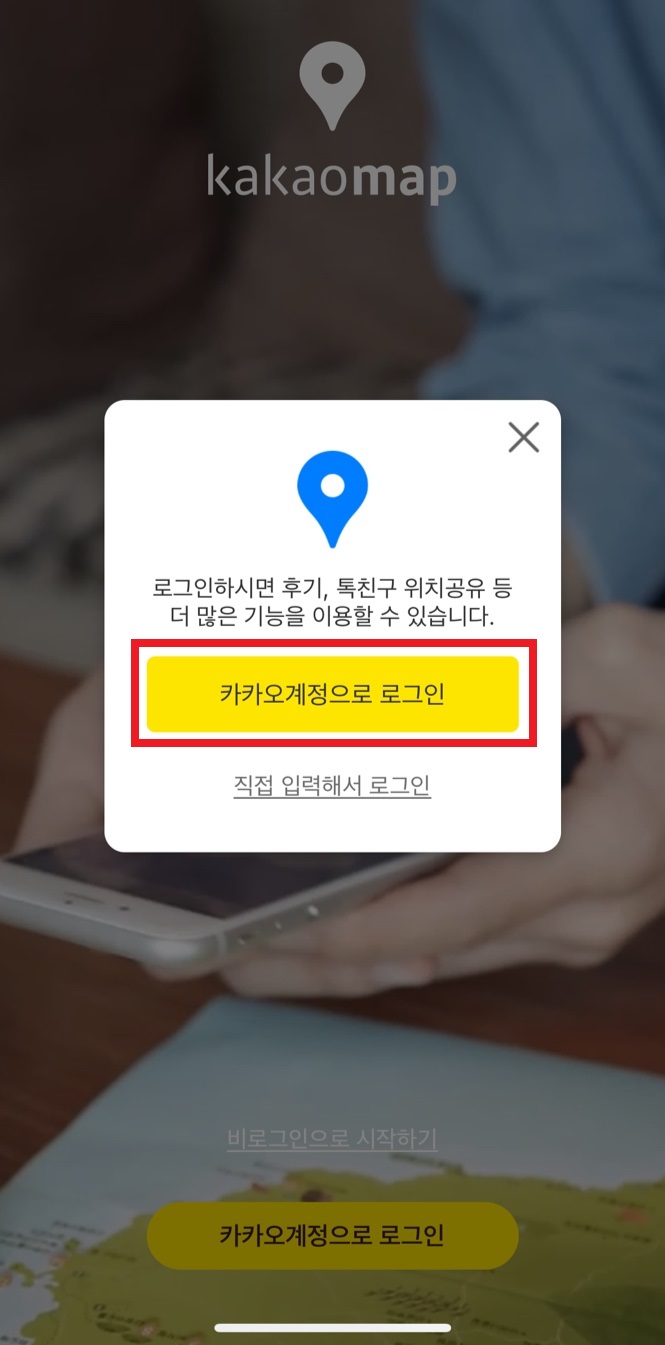 kakaomap
로그인하시면 후기, 톡친구 위치공유 등
더 많은 기능을 이용할 수 있습니다.
카카오계정으로 로그인
직접 입력해서 로그인
비로그인으로 시작하기
카카오계정으로 로그인